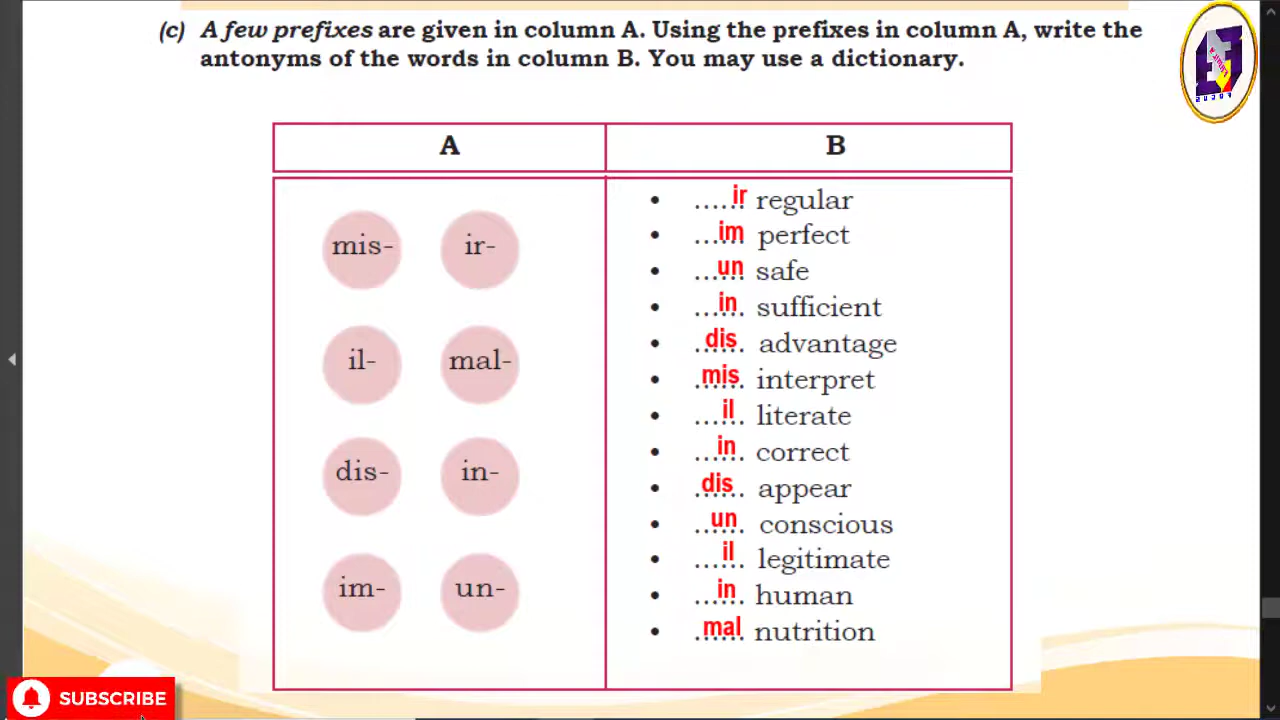 (c) A few prefixes are given in column A. Using the prefixes in column A, write the
antonyms of the words in column B. You may use a dictionary.
A
B
mis- ir-
il- mal-
dis- in-
im- un-
• ......ir regular
• ......im perfect
• ......un safe
• ......in sufficient
• ......dis advantage
• ......mis interpret
• ......il literate
• ......in correct
• ......dis appear
• ......un conscious
• ......il legitimate
• ......in human
• ......mal nutrition
SUBSCRIBE